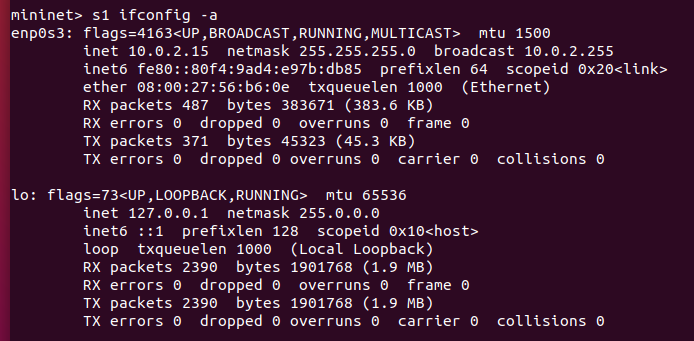 mininet> s1 ifconfig -a
enp0s3: flags=4163<UP,BROADCAST,RUNNING,MULTICAST>  mtu 1500
        inet 10.0.2.15  netmask 255.255.255.0  broadcast 10.0.2.255
        inet6 fe80::80f4:9ad4:e97b:db85  prefixlen 64  scopeid 0x20<link>
        ether 08:00:27:56:b6:0e  txqueuelen 1000  (Ethernet)
        RX packets 487  bytes 383671 (383.6 KB)
        RX errors 0  dropped 0  overruns 0  frame 0
        TX packets 371  bytes 45323 (45.3 KB)
        TX errors 0  dropped 0 overruns 0  carrier 0  collisions 0

lo: flags=73<UP,LOOPBACK,RUNNING>  mtu 65536
        inet 127.0.0.1  netmask 255.0.0.0
        inet6 ::1  prefixlen 128  scopeid 0x10<host>
        loop  txqueuelen 1000  (Local Loopback)
        RX packets 2390  bytes 1901768 (1.9 MB)
        RX errors 0  dropped 0  overruns 0  frame 0
        TX packets 2390  bytes 1901768 (1.9 MB)
        TX errors 0  dropped 0 overruns 0  carrier 0  collisions 0